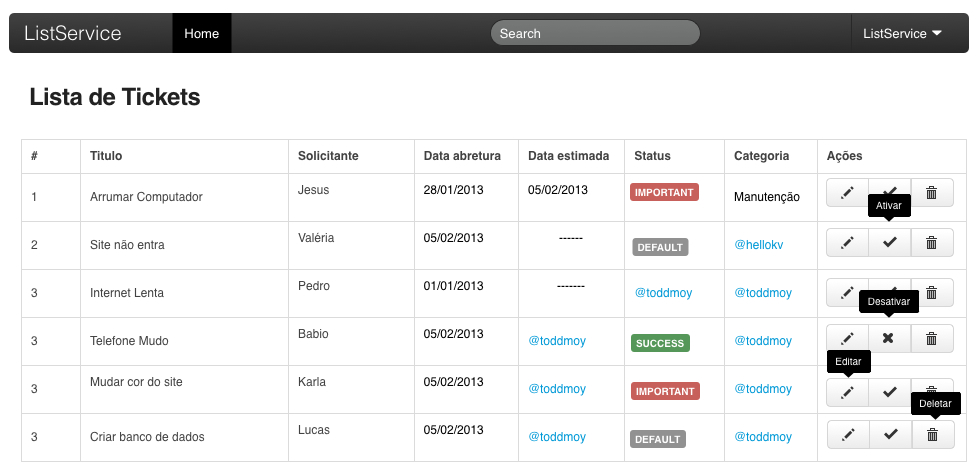 ListService Home Search ListService
Lista de Tickets
# Titulo Solicitante Data abretura Data estimada Status Categoria Ações
1 Arrumar Computador Jesus 28/01/2013 05/02/2013 IMPORTANT Manutenção
Ativar
2 Site não entra Valéria 05/02/2013 ------ DEFAULT @hellokv
3 Internet Lenta Pedro 01/01/2013 ------- @toddmoy @toddmoy
Desativar
3 Telefone Mudo Babio 05/02/2013 @toddmoy SUCCESS @toddmoy
Editar
3 Mudar cor do site Karla 05/02/2013 @toddmoy IMPORTANT @toddmoy
Deletar
3 Criar banco de dados Lucas 05/02/2013 @toddmoy DEFAULT @toddmoy